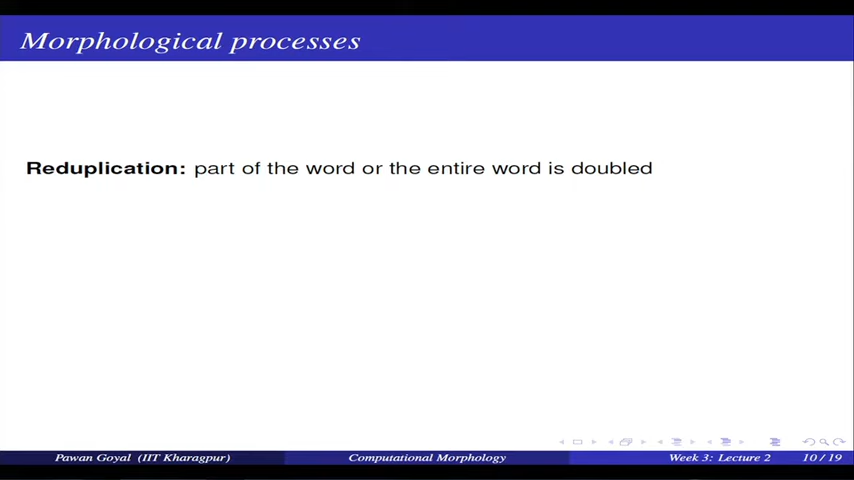 Morphological processes
Reduplication: part of the word or the entire word is doubled
Pawan Goyal (IIT Kharagpur) Computational Morphology Week 3: Lecture 2 10 / 19